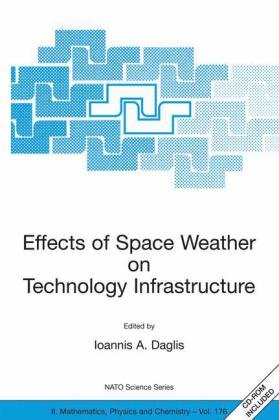 Effects of Space Weather
on
Technology Infrastructure
Edited by
Ioannis A. Daglis
NATO Science Series
II. Mathematics, Physics and Chemistry – Vol. 176
CD-ROM
INCLUDED